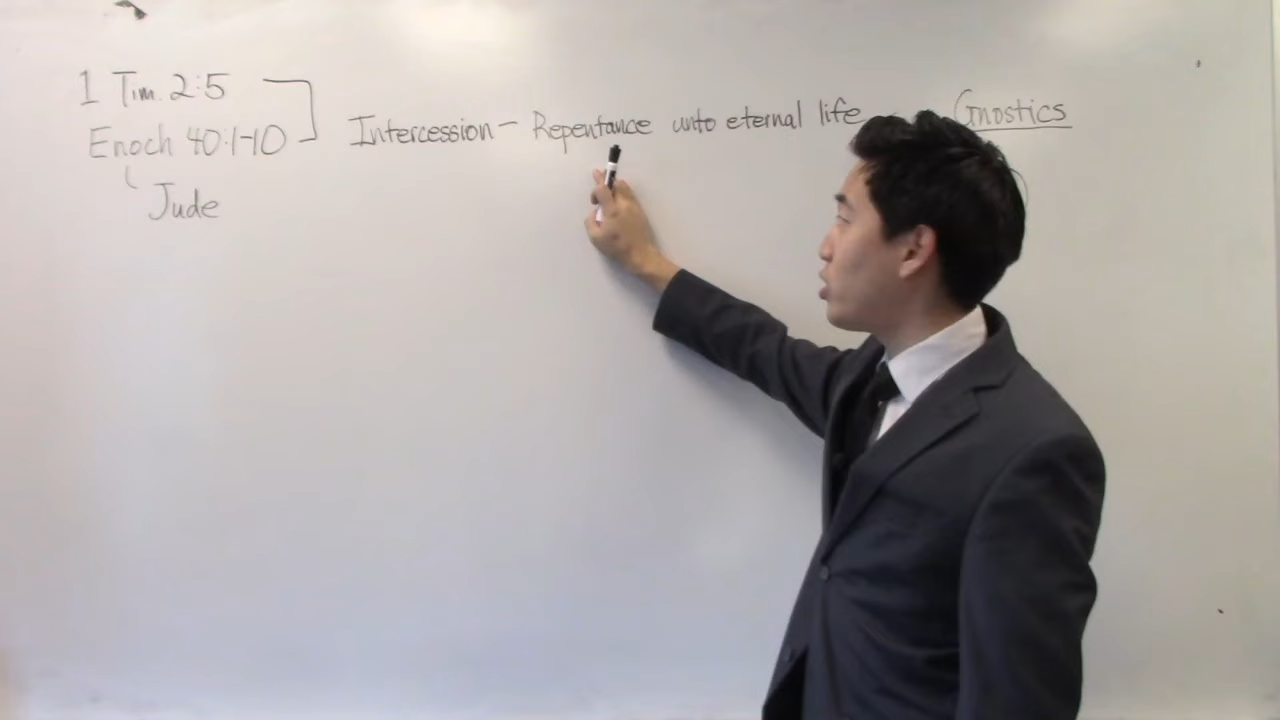 1 Tim. 2:5
Enoch 40:1-10
Jude
Intercession - Repentance unto eternal life
Gnostics